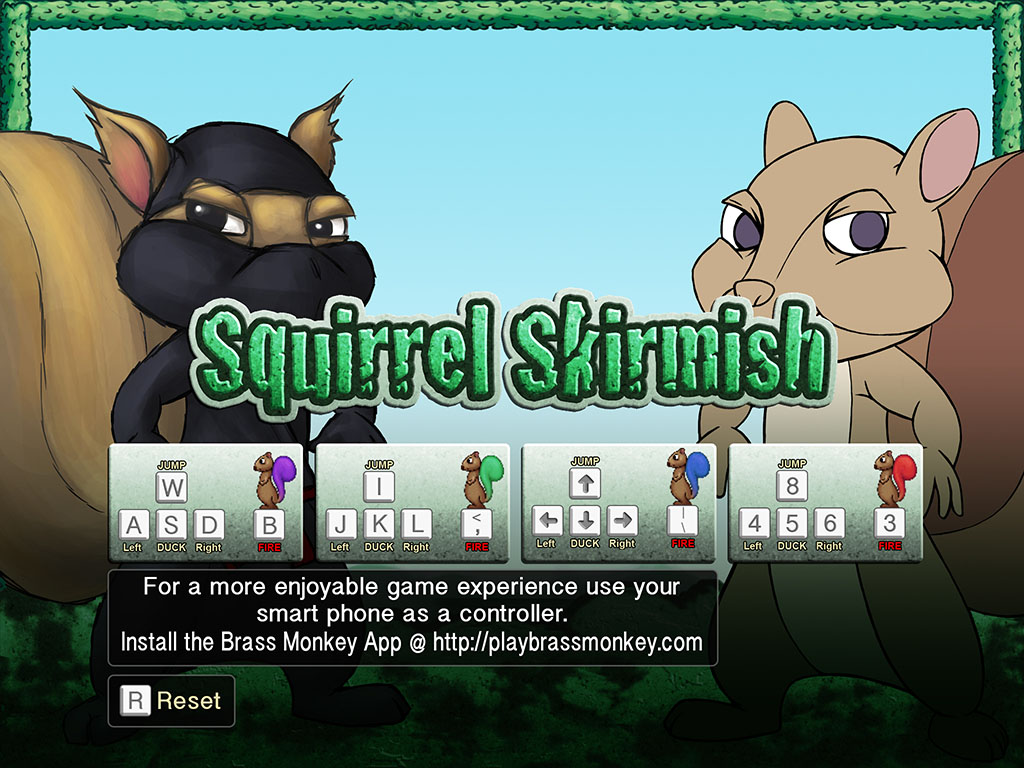 Squirrel Skirmish
JUMP
W
A S D B
Left DUCK Right FIRE
JUMP
I
J K L <
,
Left DUCK Right FIRE
JUMP
↑
← ↓ → |
\
Left DUCK Right FIRE
JUMP
8
4 5 6 3
Left DUCK Right FIRE
For a more enjoyable game experience use your
smart phone as a controller.
Install the Brass Monkey App @ http://playbrassmonkey.com
R Reset